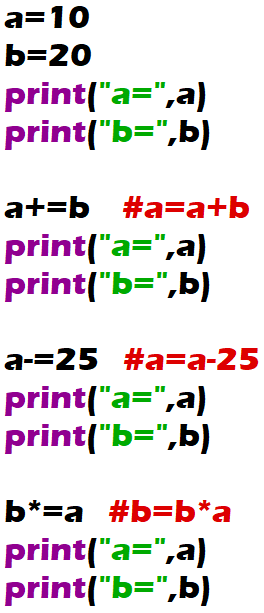 a=10
b=20
print("a=",a)
print("b=",b)
a+=b #a=a+b
print("a=",a)
print("b=",b)
a-=25 #a=a-25
print("a=",a)
print("b=",b)
b*=a #b=b*a
print("a=",a)
print("b=",b)